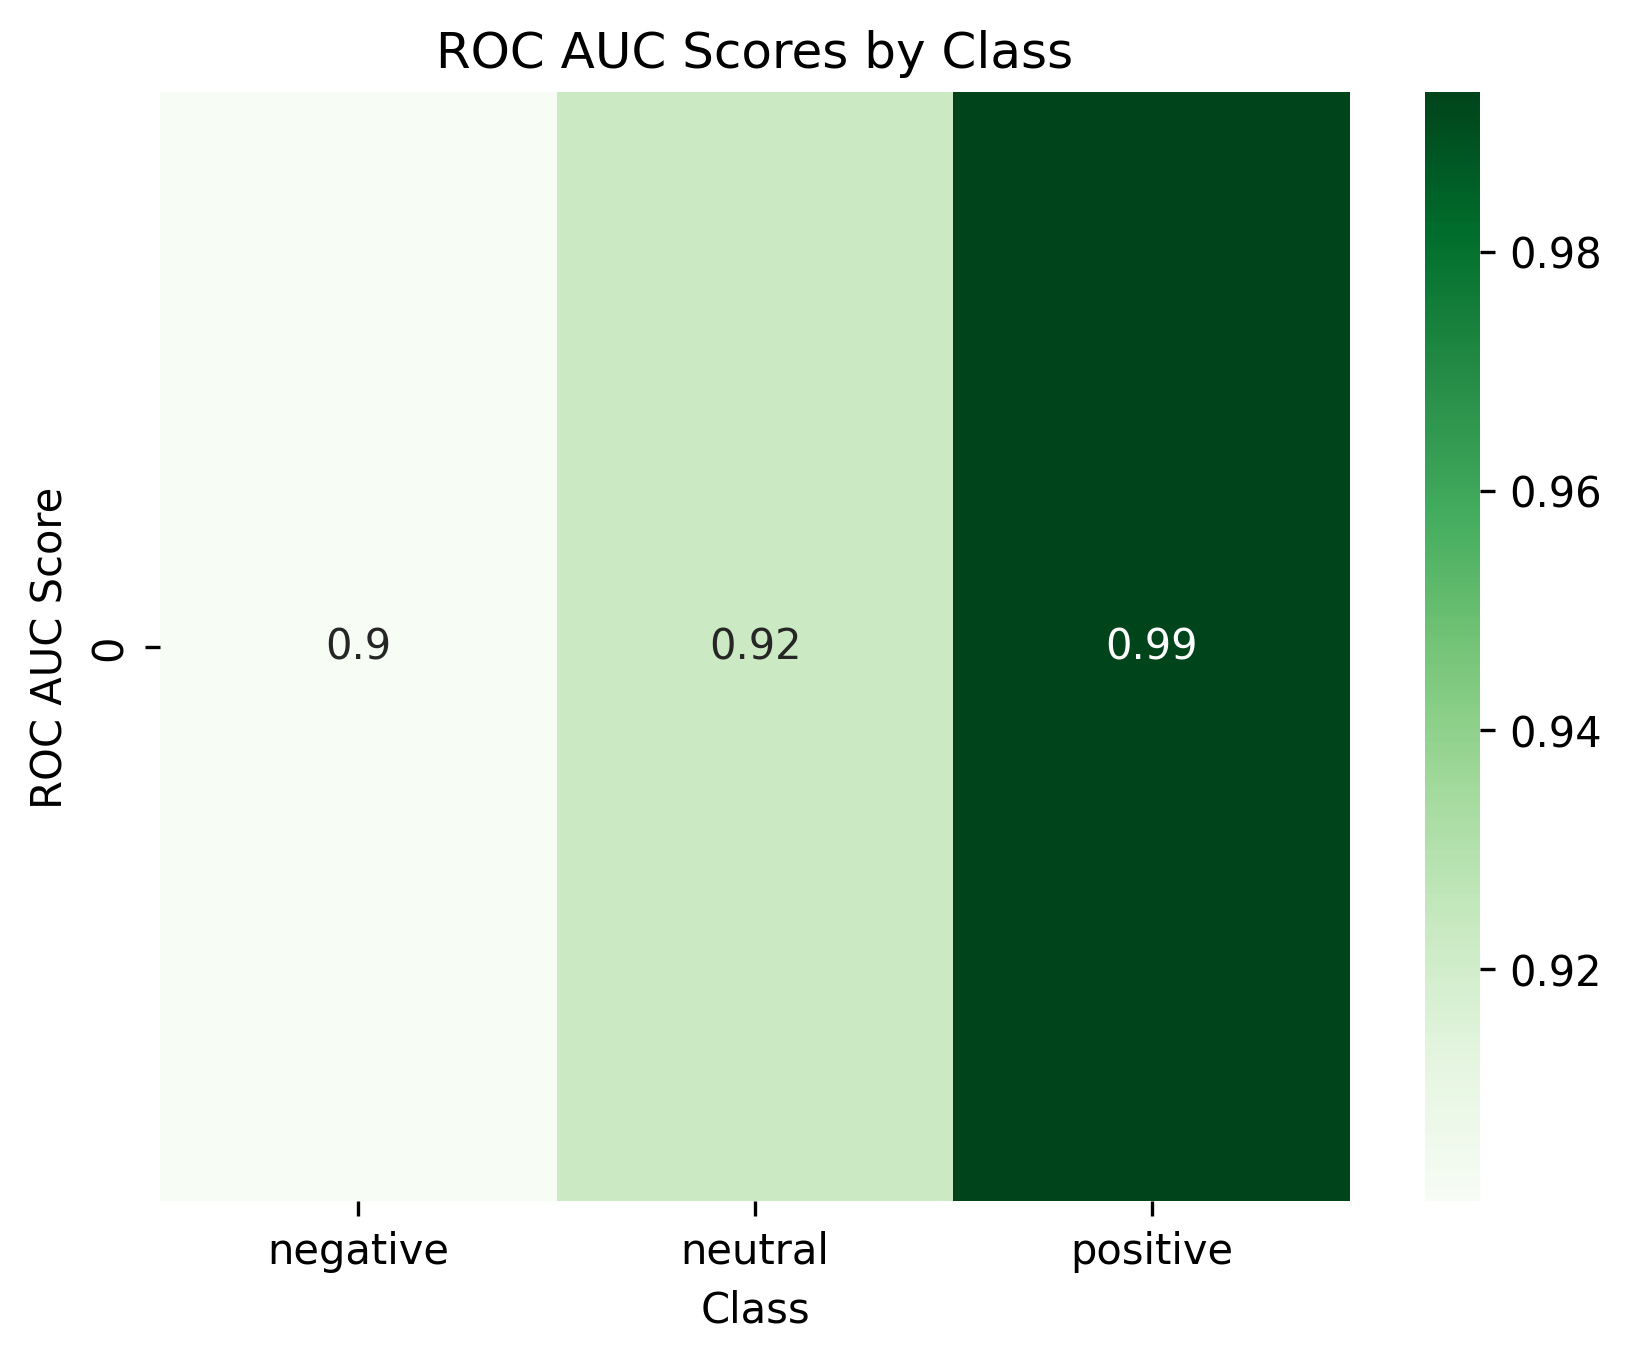 ROC AUC Scores by Class
ROC AUC Score
0
0.9
0.92
0.99
negative
neutral
positive
Class
0.98
0.96
0.94
0.92